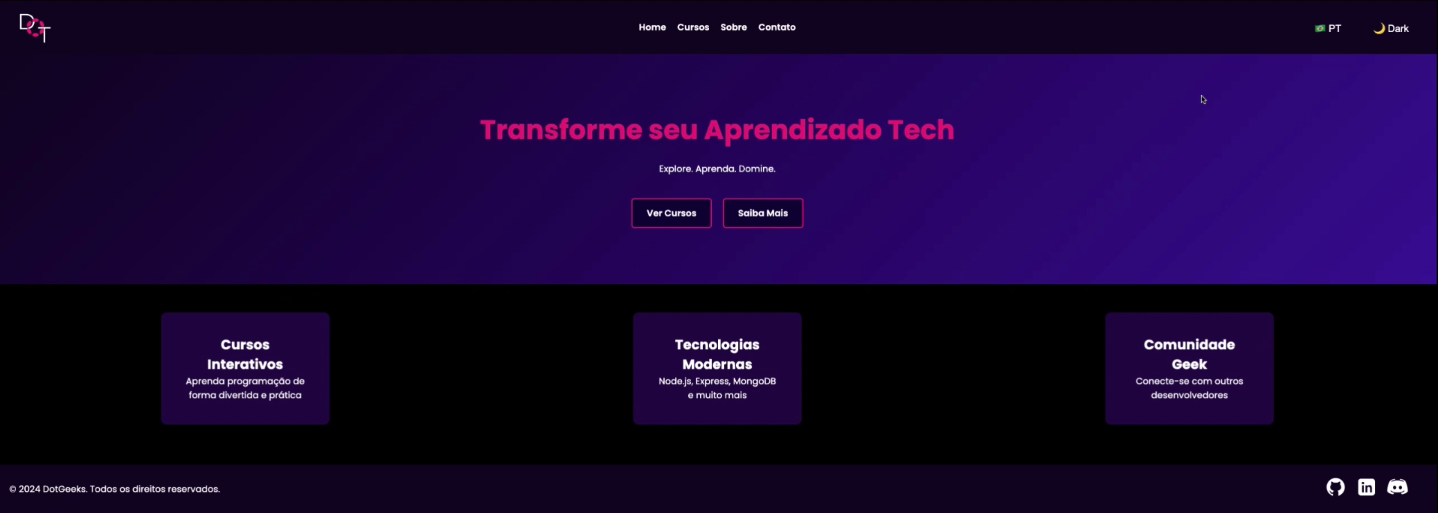 DOT
Home Cursos Sobre Contato
PT
Dark
Transforme seu Aprendizado Tech
Explore. Aprenda. Domine.
Ver Cursos
Saiba Mais
Cursos
Interativos
Aprenda programação de
forma divertida e prática
Tecnologias
Modernas
Node.js, Express, MongoDB
e muito mais
Comunidade
Geek
Conecte-se com outros
desenvolvedores
© 2024 DotGeeks. Todos os direitos reservados.
in